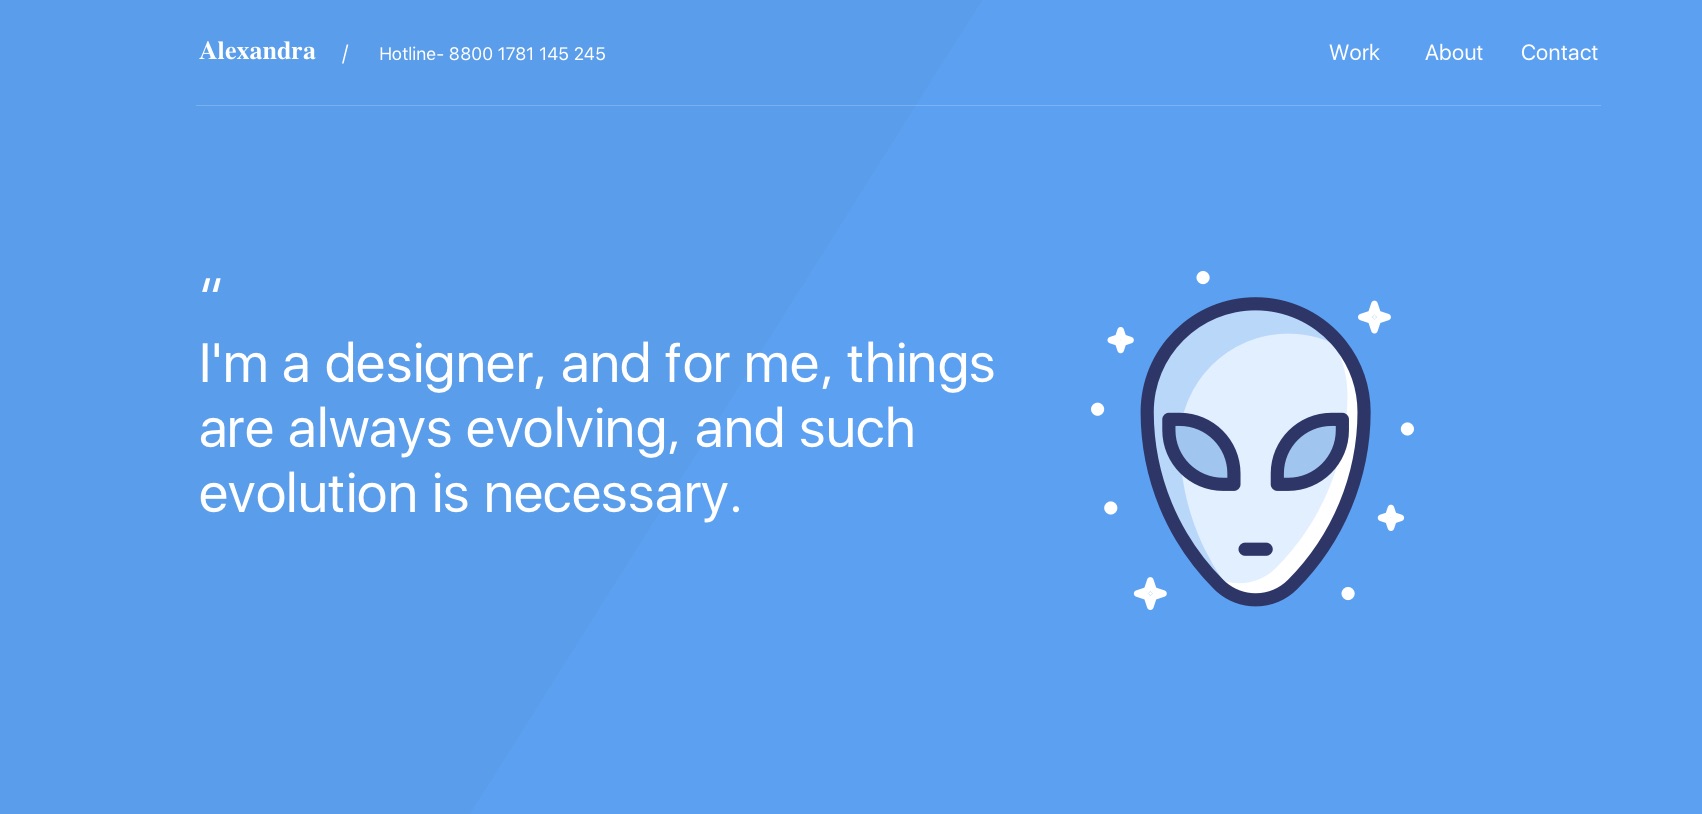 Alexandra / Hotline- 8800 1781 145 245 Work About Contact
"
I'm a designer, and for me, things
are always evolving, and such
evolution is necessary.